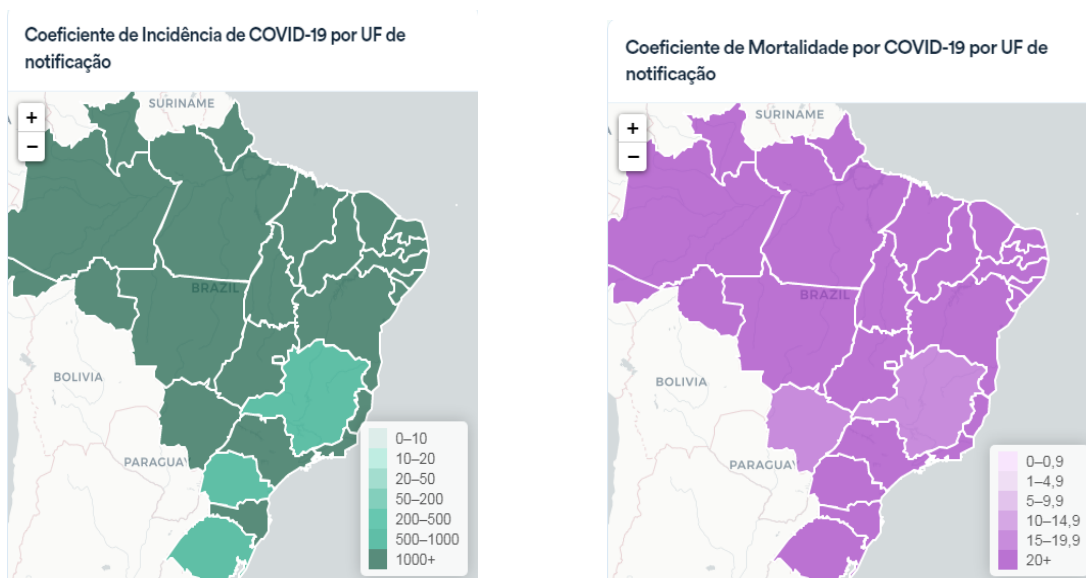 Coeficiente de Incidência de COVID-19 por UF de
notificação
+
−
SURINAME
BRAZIL
BOLIVIA
PARAGUAY
0–10
10–20
20–50
50–200
200–500
500–1000
1000+
Coeficiente de Mortalidade por COVID-19 por UF de
notificação
+
−
SURINAME
BRAZIL
BOLIVIA
PARAGUAY
0–0,9
1–4,9
5–9,9
10–14,9
15–19,9
20+